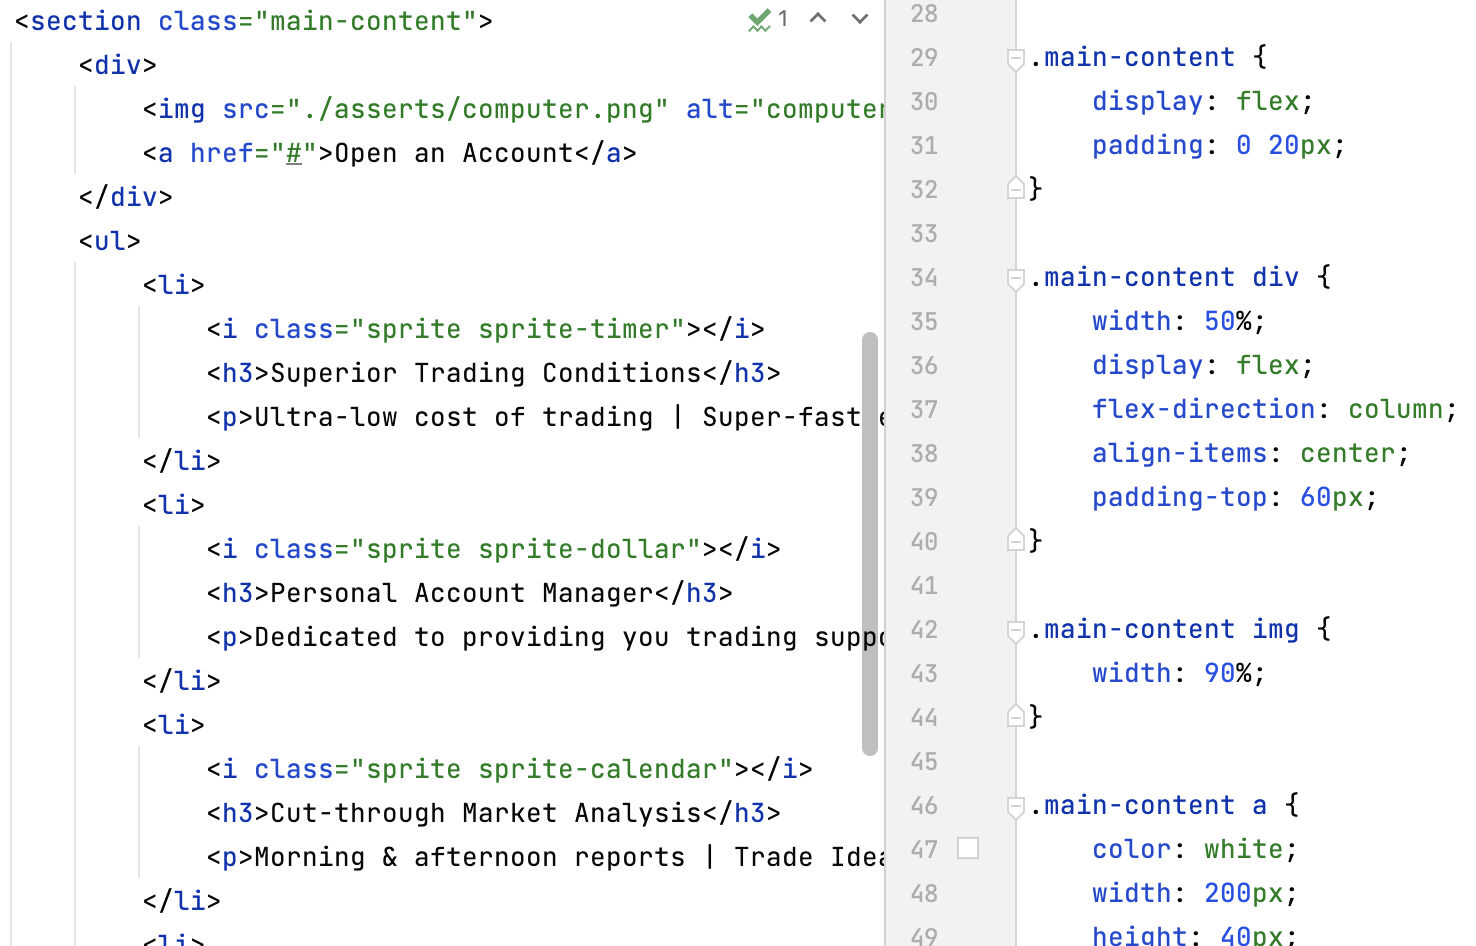 <section class="main-content">
1
<div>
<img src="./asserts/computer.png" alt="computer
<a href="#">Open an Account</a>
</div>
<ul>
<li>
<i class="sprite sprite-timer"></i>
<h3>Superior Trading Conditions</h3>
<p>Ultra-low cost of trading | Super-fast e
</li>
<li>
<i class="sprite sprite-dollar"></i>
<h3>Personal Account Manager</h3>
<p>Dedicated to providing you trading suppo
</li>
<li>
<i class="sprite sprite-calendar"></i>
<h3>Cut-through Market Analysis</h3>
<p>Morning & afternoon reports | Trade Idea
</li>
<li>
28
29 .main-content {
30 display: flex;
31 padding: 0 20px;
32 }
33
34 .main-content div {
35 width: 50%;
36 display: flex;
37 flex-direction: column;
38 align-items: center;
39 padding-top: 60px;
40 }
41
42 .main-content img {
43 width: 90%;
44 }
45
46 .main-content a {
47 color: white;
48 width: 200px;
49 height: 40px;